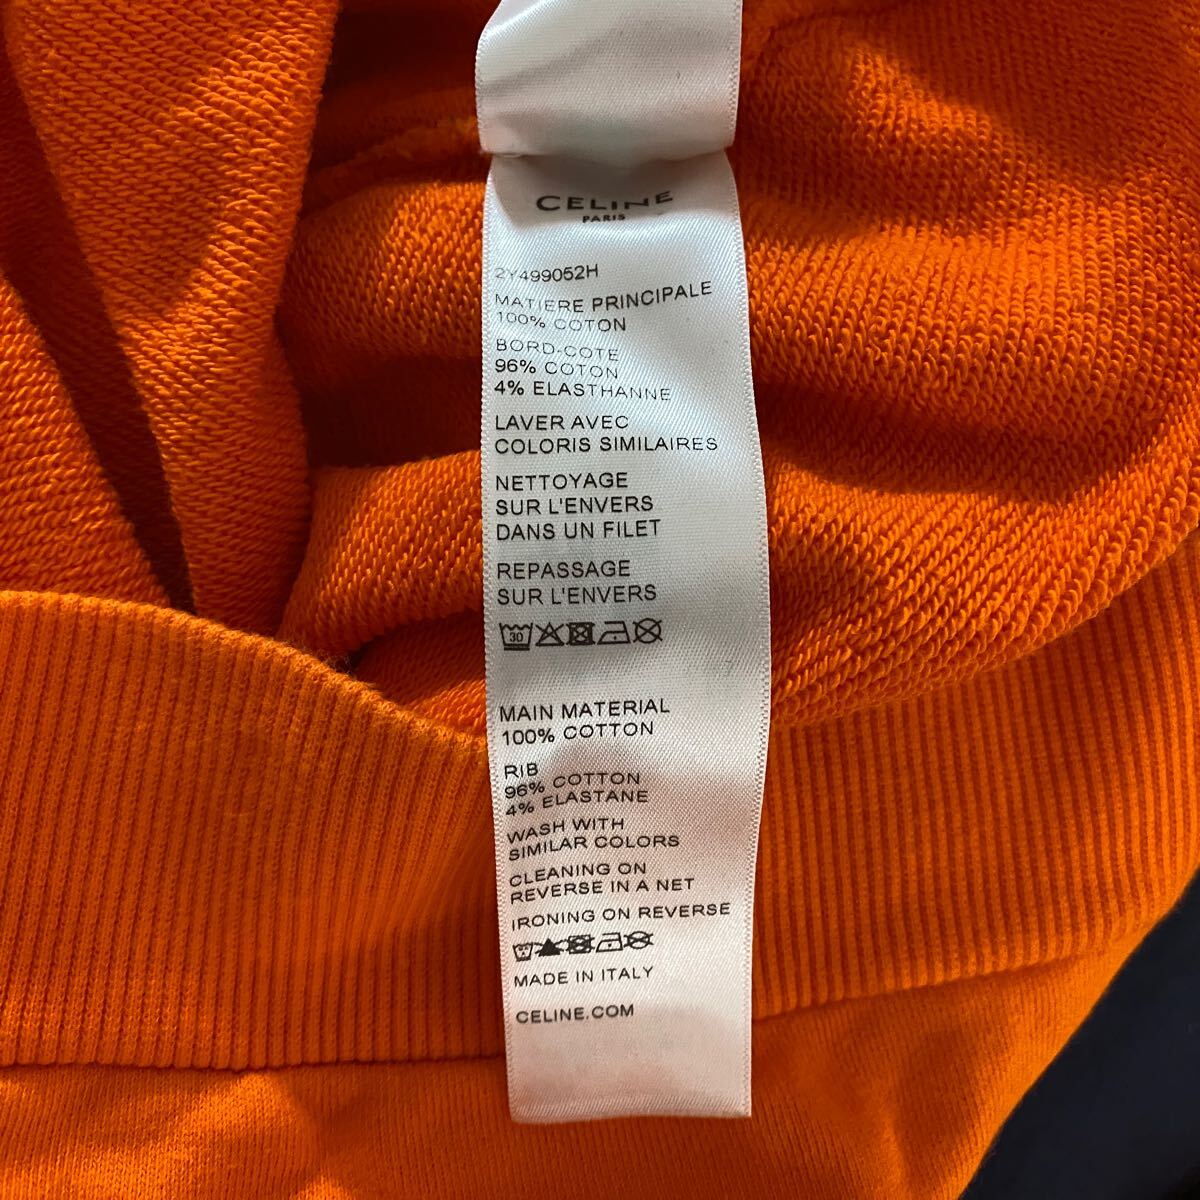 CELINE
PARIS
2Y499052H
MATIERE PRINCIPALE
100% COTON
BORD-COTE
96% COTON
4% ELASTHANNE
LAVER AVEC
COLORIS SIMILAIRES
NETTOYAGE
SUR L'ENVERS
DANS UN FILET
REPASSAGE
SUR L'ENVERS
30
MAIN MATERIAL
100% COTTON
RIB
96% COTTON
4% ELASTANE
WASH WITH
SIMILAR COLORS
CLEANING ON
REVERSE IN A NET
IRONING ON REVERSE
MADE IN ITALY
CELINE.COM